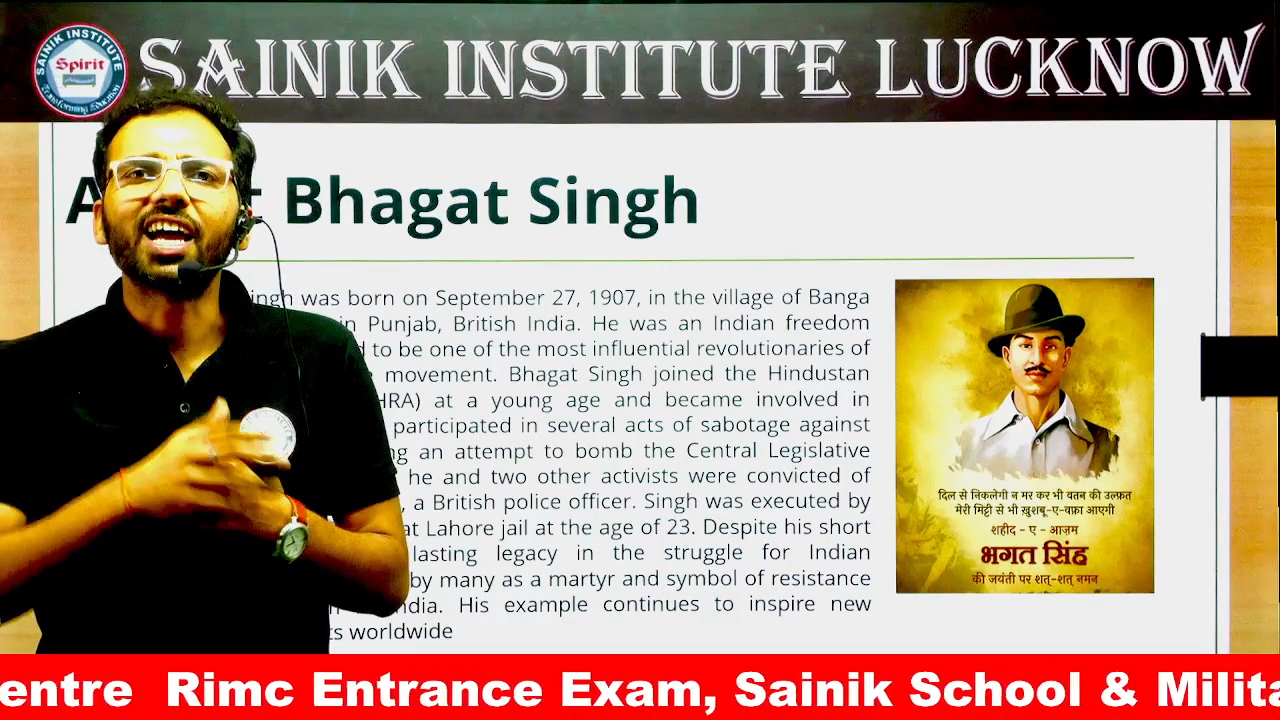 SAINIK INSTITUTE
Spirit
Transforming Education
SAINIK INSTITUTE LUCKNOW
Bhagat Singh
was born on September 27, 1907, in the village of Banga
in Punjab, British India. He was an Indian freedom
to be one of the most influential revolutionaries of
movement. Bhagat Singh joined the Hindustan
HRA) at a young age and became involved in
participated in several acts of sabotage against
an attempt to bomb the Central Legislative
he and two other activists were convicted of
, a British police officer. Singh was executed by
at Lahore jail at the age of 23. Despite his short
lasting legacy in the struggle for Indian
by many as a martyr and symbol of resistance
His example continues to inspire new
worldwide
दिल से निकलेगी न मर कर भी वतन की उल्फ़त
मेरी मिट्टी से भी ख़ुशबू-ए-वफ़ा आएगी
शहीद - ए - आज़म
भगत सिंह
की जयंती पर शत्-शत् नमन
entre Rimc Entrance Exam, Sainik School & Milita